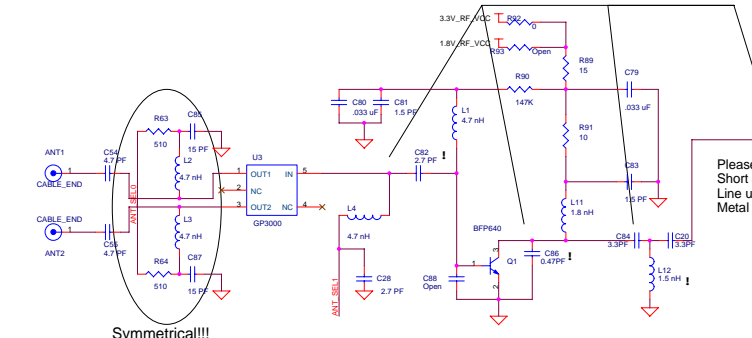 3.3V_RF_VCC
R92
0
1.8V_RF_VCC
R93
Open
R89
15
C79
.033 uF
R90
147K
C80
.033 uF
C81
1.5 PF
L1
4.7 nH
R91
10
R63
510
C85
15 PF
ANT1
C54
4.7 PF
1
CABLE_END
L2
4.7 nH
U3
1
OUT1
IN
5
2
NC
3
OUT2
NC
4
GP3000
ANT_SEL0
C82
2.7 PF
!
C83
1.5 PF
Please
Short
Line u
Metal
CABLE_END
1
ANT2
C55
4.7 PF
L3
4.7 nH
L4
4.7 nH
L11
1.8 nH
BFP640
3
1
2
Q1
C86
0.47PF
!
C84
3.3PF
C20
3.3PF
R64
510
C87
15 PF
ANT_SEL1
C28
2.7 PF
C88
Open
L12
1.5 nH
!
Symmetrical!!!